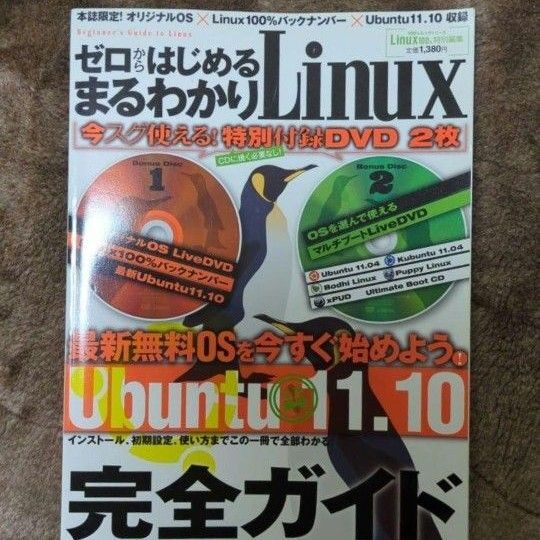 本誌限定! オリジナルOS × Linux100%バックナンバー × Ubuntu11.10 収録
Beginner's Guide to Linux
Linux100% 特別編集
定価1,380円
ゼロからはじめる
まるわかりLinux
今スグ使える! 特別付録DVD 2枚
CDに焼く必要なし!
Bonus Disc
1
ナルOS LiveDVD
x100%バックナンバー
最新Ubuntu11.10
Bonus Disc
2
OSを選んで使える
マルチブートLiveDVD
Ubuntu 11.04
Kubuntu 11.04
Bodhi Linux
Puppy Linux
xPUD
Ultimate Boot CD
最新無料OSを今すぐ始めよう!
Ubuntu 11.10
インストール、初期設定、使い方までこの一冊で全部わかる
完全ガイド